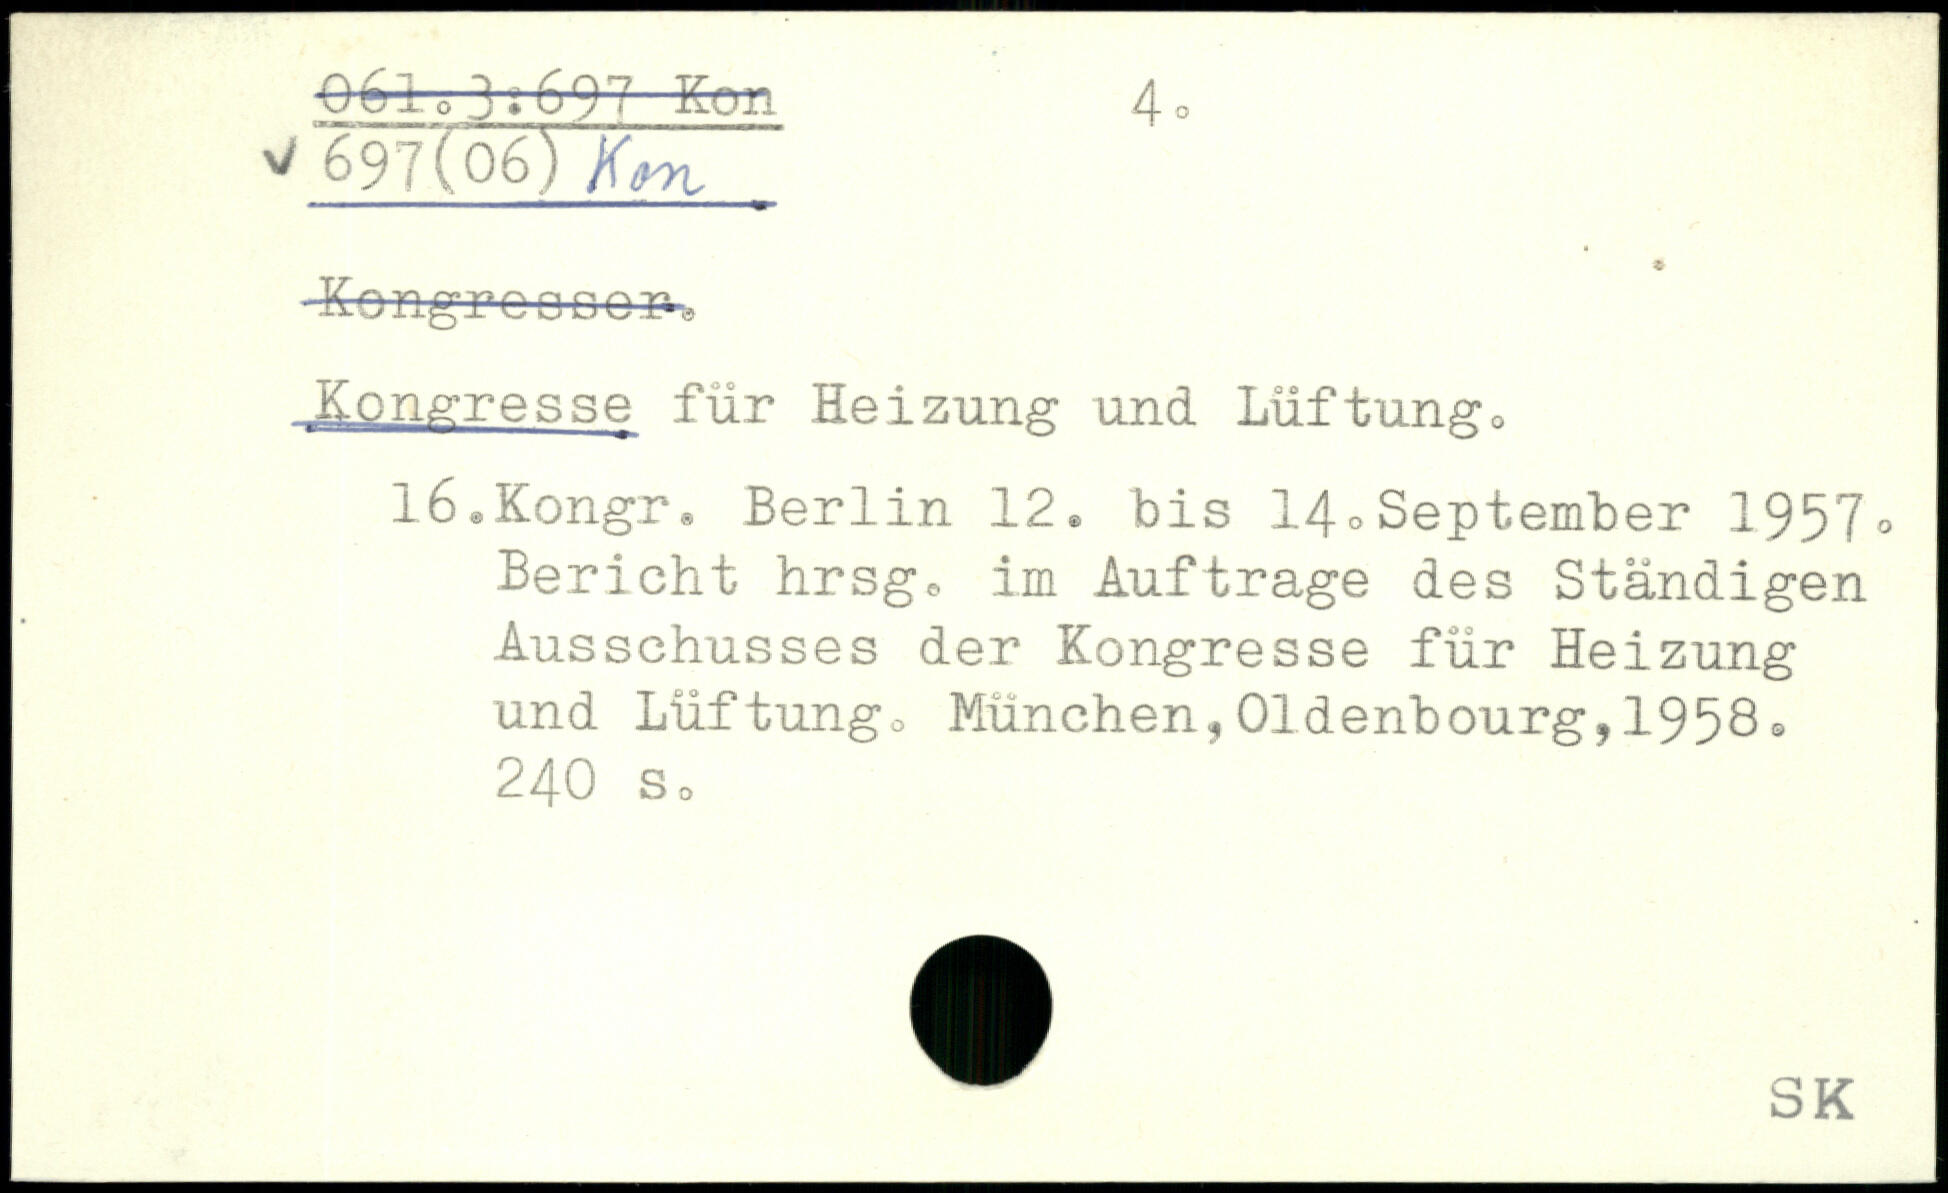 061.3:697 Kon 4.
✓ 697(06) Kon
Kongresser.
Kongresse für Heizung und Lüftung.
16.Kongr. Berlin 12. bis 14.September 1957.
Bericht hrsg. im Auftrage des Ständigen
Ausschusses der Kongresse für Heizung
und Lüftung. München,Oldenbourg,1958.
240 s.
SK